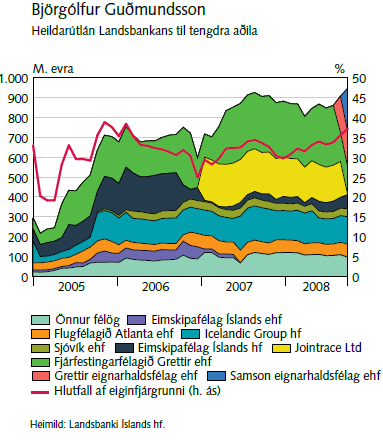 Björgólfur Guðmundsson
Heildarútlán Landsbankans til tengdra aðila
M. evra %
1.000 50
900 45
800 40
700 35
600 30
500 25
400 20
300 15
200 10
100 5
0 0
2005 2006 2007 2008
Önnur félög Eimskipafélag Íslands ehf
Flugfélagið Atlanta ehf Icelandic Group hf
Sjóvík ehf Eimskipafélag Íslands hf Jointrace Ltd
Fjárfestingarfélagið Grettir ehf
Grettir eignarhaldsfélag ehf Samson eignarhaldsfélag ehf
Hlutfall af eiginfjárgrunni (h. ás)
Heimild: Landsbanki Íslands hf.